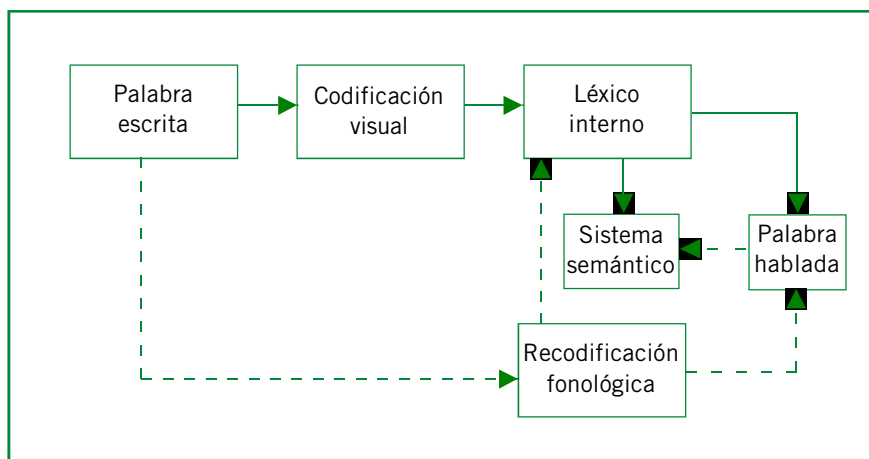 Palabra
escrita
Codificación
visual
Léxico
interno
Sistema
semántico
Palabra
hablada
Recodificación
fonológica